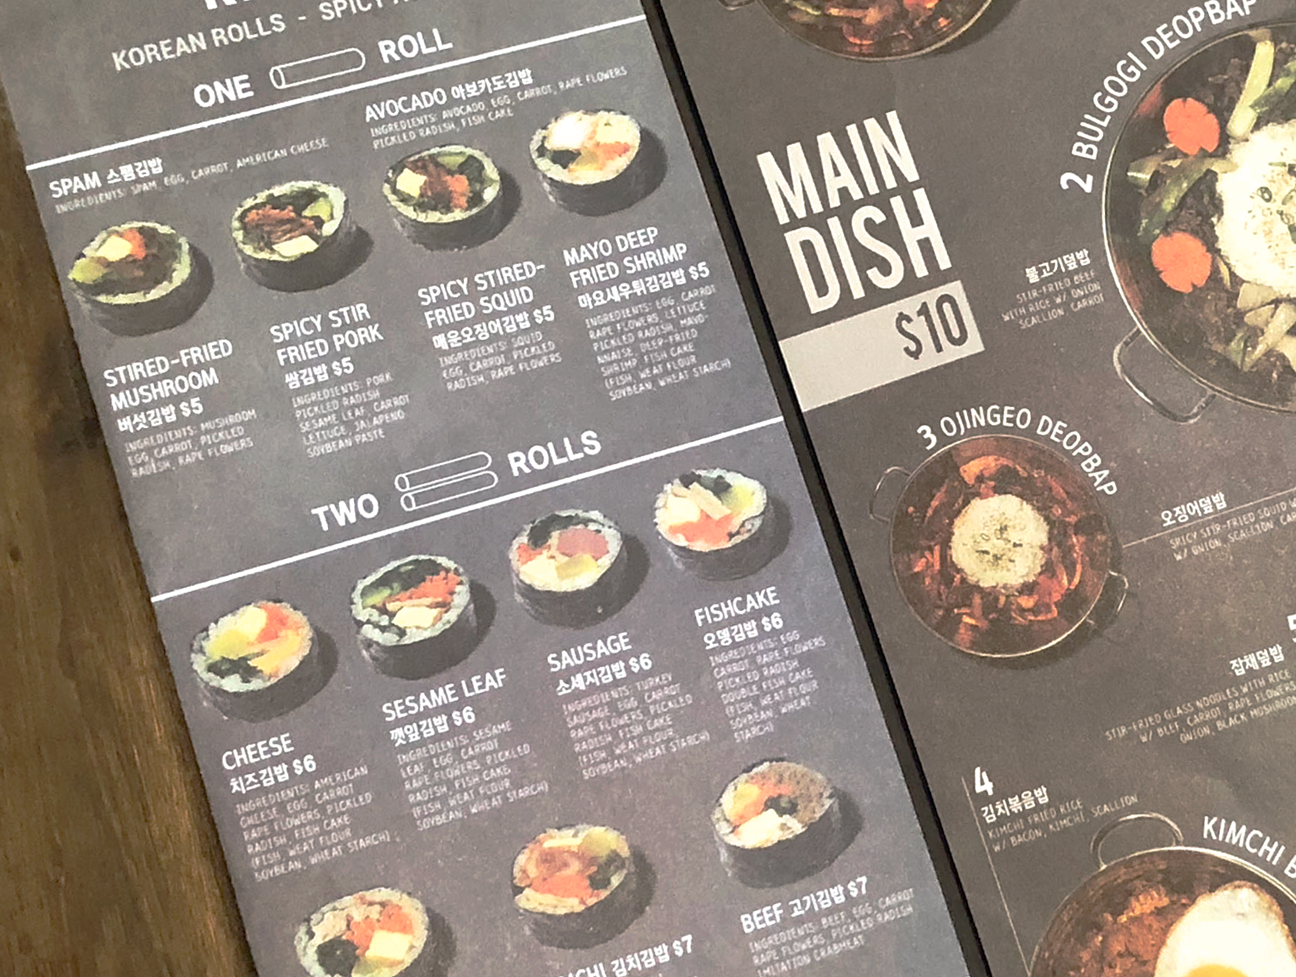 KOREAN ROLLS - SPICY
ONE ROLL
SPAM 스팸김밥
INGREDIENTS: SPAM, EGG, CARROT, AMERICAN CHEESE
AVOCADO 아보카도김밥
INGREDIENTS: AVOCADO, EGG, CARROT, RAPE FLOWERS
PICKLED RADISH, FISH CAKE
STIRED-FRIED
MUSHROOM
버섯김밥 $5
INGREDIENTS: MUSHROOM
EGG, CARROT, PICKLED
RADISH, RAPE FLOWERS
SPICY STIR
FRIED PORK
쌈김밥 $5
INGREDIENTS: PORK
PICKLED RADISH
SESAME LEAF, CARROT
LETTUCE, JALAPENO
SOYBEAN PASTE
SPICY STIRED-
FRIED SQUID
매운오징어김밥 $5
INGREDIENTS: SQUID
EGG, CARROT, PICKLED
RADISH, RAPE FLOWERS
MAYO DEEP
FRIED SHRIMP
마요새우튀김김밥 $5
INGREDIENTS: EGG, CARROT
RAPE FLOWERS, LETTUCE
PICKLED RADISH, MAYO-
NNAISE, DEEP-FRIED
SHRIMP, FISH CAKE
(FISH, WEAT FLOUR
SOYBEAN, WHEAT STARCH)
TWO ROLLS
CHEESE
치즈김밥 $6
INGREDIENTS: AMERICAN
CHEESE, EGG, CARROT
RAPE FLOWERS, PICKLED
RADISH, FISH CAKE
(FISH, WEAT FLOUR
SOYBEAN, WHEAT STARCH)
SESAME LEAF
깻잎김밥 $6
INGREDIENTS: SESAME
LEAF, EGG, CARROT
RAPE FLOWERS, PICKLED
RADISH, FISH CAKE
(FISH, WEAT FLOUR
SOYBEAN, WHEAT STARCH)
SAUSAGE
소세지김밥 $6
INGREDIENTS: TURKEY
SAUSAGE, EGG, CARROT
RAPE FLOWERS, PICKLED
RADISH, FISH CAKE
(FISH, WEAT FLOUR
SOYBEAN, WHEAT STARCH)
FISHCAKE
오뎅김밥 $6
INGREDIENTS: EGG
CARROT, RAPE FLOWERS
PICKLED RADISH
DOUBLE FISH CAKE
(FISH, WEAT FLOUR
SOYBEAN, WHEAT
STARCH)
김치김밥 $7
BEEF 고기김밥 $7
INGREDIENTS: BEEF, EGG, CARROT
RAPE FLOWERS, PICKLED RADISH
IMITATION CRABMEAT
MAIN
DISH
$10
2 BULGOGI DEOPBAP
불고기덮밥
STIR-FRIED BEEF
WITH RICE W/ ONION
SCALLION, CARROT
3 OJINGEO DEOPBAP
오징어덮밥
SPICY STIR-FRIED SQUID
W/ ONION, SCALLION
잡채덮밥
STIR-FRIED GLASS NOODLES WITH RICE
W/ BEEF, CARROT, RAPE FLOWERS
ONION, BLACK MUSHROOM
4
김치볶음밥
KIMCHI FRIED RICE
W/ BACON, KIMCHI, SCALLION
KIMCHI